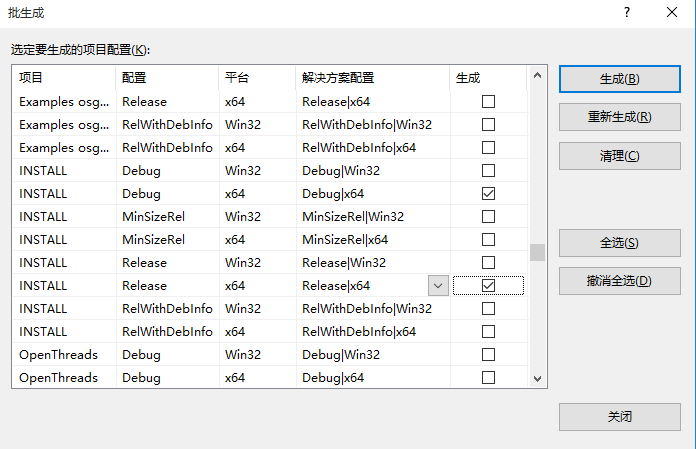 批生成
选定要生成的项目配置(K):
项目 配置 平台 解决方案配置 生成
Examples osg... Release x64 Release|x64
Examples osg... RelWithDebInfo Win32 RelWithDebInfo|Win32
Examples osg... RelWithDebInfo x64 RelWithDebInfo|x64
INSTALL Debug Win32 Debug|Win32
INSTALL Debug x64 Debug|x64
INSTALL MinSizeRel Win32 MinSizeRel|Win32
INSTALL MinSizeRel x64 MinSizeRel|x64
INSTALL Release Win32 Release|Win32
INSTALL Release x64 Release|x64
INSTALL RelWithDebInfo Win32 RelWithDebInfo|Win32
INSTALL RelWithDebInfo x64 RelWithDebInfo|x64
OpenThreads Debug Win32 Debug|Win32
OpenThreads Debug x64 Debug|x64
生成(B)
重新生成(R)
清理(C)
全选(S)
撤消全选(D)
关闭